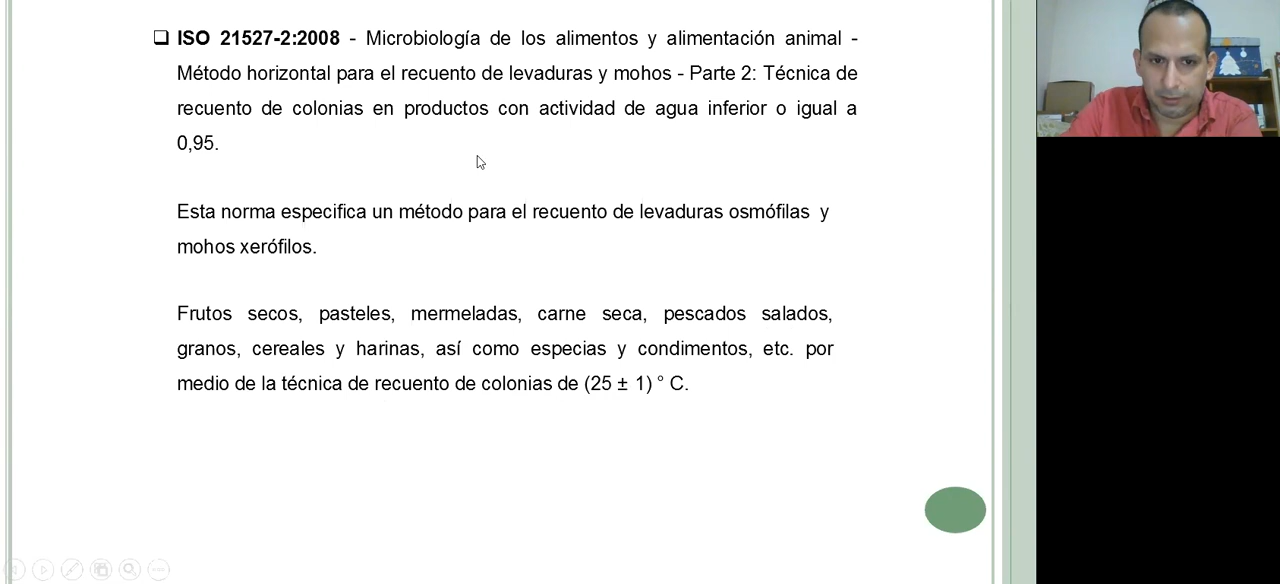 ISO 21527-2:2008 - Microbiología de los alimentos y alimentación animal -
Método horizontal para el recuento de levaduras y mohos - Parte 2: Técnica de
recuento de colonias en productos con actividad de agua inferior o igual a
0,95.
Esta norma especifica un método para el recuento de levaduras osmófilas y
mohos xerófilos.
Frutos secos, pasteles, mermeladas, carne seca, pescados salados,
granos, cereales y harinas, así como especias y condimentos, etc. por
medio de la técnica de recuento de colonias de (25 ± 1) ° C.